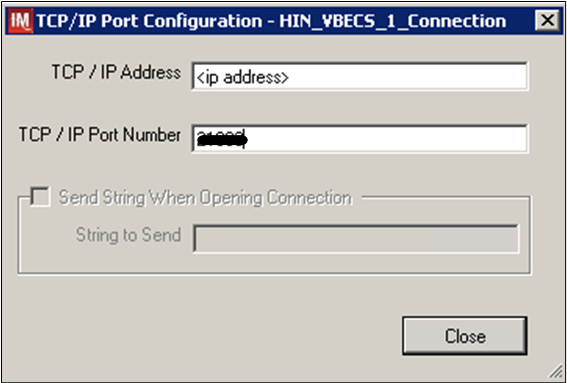 IM TCP/IP Port Configuration - HIN_VBECS_1_Connection
TCP / IP Address <ip address>
TCP / IP Port Number
Send String When Opening Connection
String to Send
Close